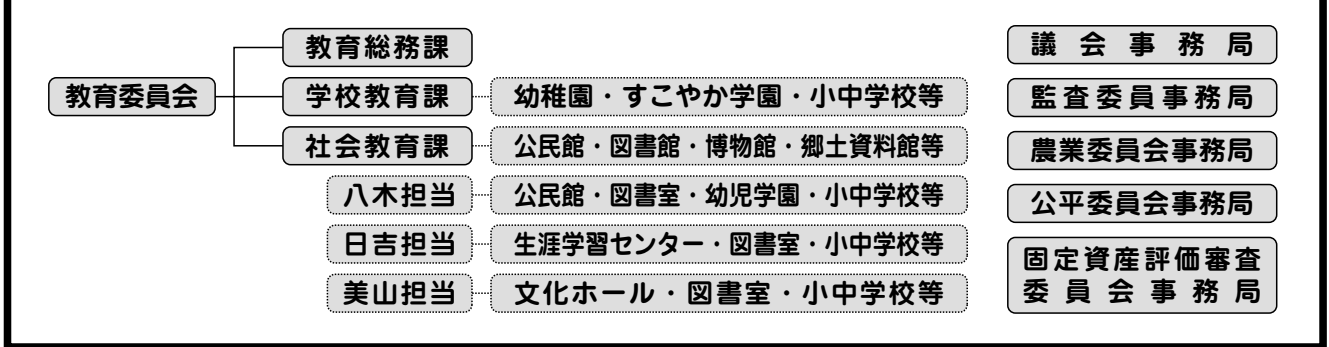 教育委員会
教育総務課
学校教育課
幼稚園・すこやか学園・小中学校等
社会教育課
公民館・図書館・博物館・郷土資料館等
八木担当
公民館・図書室・幼児学園・小中学校等
日吉担当
生涯学習センター・図書室・小中学校等
美山担当
文化ホール・図書室・小中学校等
議会事務局
監査委員事務局
農業委員会事務局
公平委員会事務局
固定資産評価審査
委員会事務局